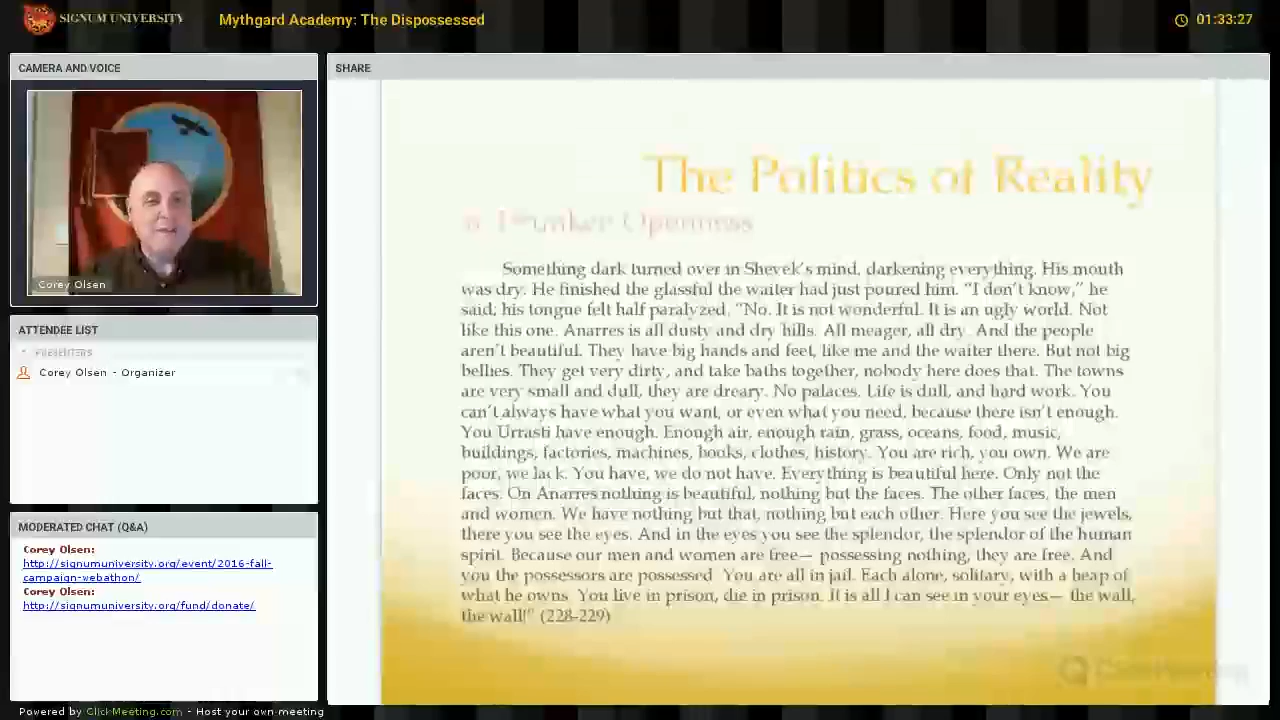 SIGNUM UNIVERSITY
Mythgard Academy: The Dispossessed
01:33:27
CAMERA AND VOICE
Corey Olsen
ATTENDEE LIST
PRESENTERS
Corey Olsen - Organizer
MODERATED CHAT (Q&A)
Corey Olsen:
http://signumuniversity.org/event/2016-fall-
campaign-webathon/
Corey Olsen:
http://signumuniversity.org/fund/donate/
Powered by ClickMeeting.com - Host your own meeting
SHARE
The Politics of Reality
Openness
Something dark turned over in Shevek's mind, darkening everything. His mouth
was dry. He finished the glassful the waiter had just poured him. "I don't know," he
said; his tongue felt half paralyzed. "No. It is not wonderful. It is an ugly world. Not
like this one. Anarres is all dusty and dry hills. All meager, all dry. And the people
aren't beautiful. They have big hands and feet, like me and the waiter there. But not big
bellies. They get very dirty, and take baths together, nobody here does that. The towns
are very small and dull, they are dreary. No palaces. Life is dull, and hard work. You
can't always have what you want, or even what you need, because there isn't enough.
You Urrasti have enough. Enough air, enough rain, grass, oceans, food, music,
buildings, factories, machines, books, clothes, history. You are rich, you own. We are
poor, we lack. You have, we do not have. Everything is beautiful here. Only not the
faces. On Anarres nothing is beautiful, nothing but the faces. The other faces, the men
and women. We have nothing but that, nothing but each other. Here you see the jewels,
there you see the eyes. And in the eyes you see the splendor, the splendor of the human
spirit. Because our men and women are free— possessing nothing, they are free. And
you the possessors are possessed. You are all in jail. Each alone, solitary, with a heap of
what he owns. You live in prison, die in prison. It is all I can see in your eyes— the wall,
the wall!" (228-229)